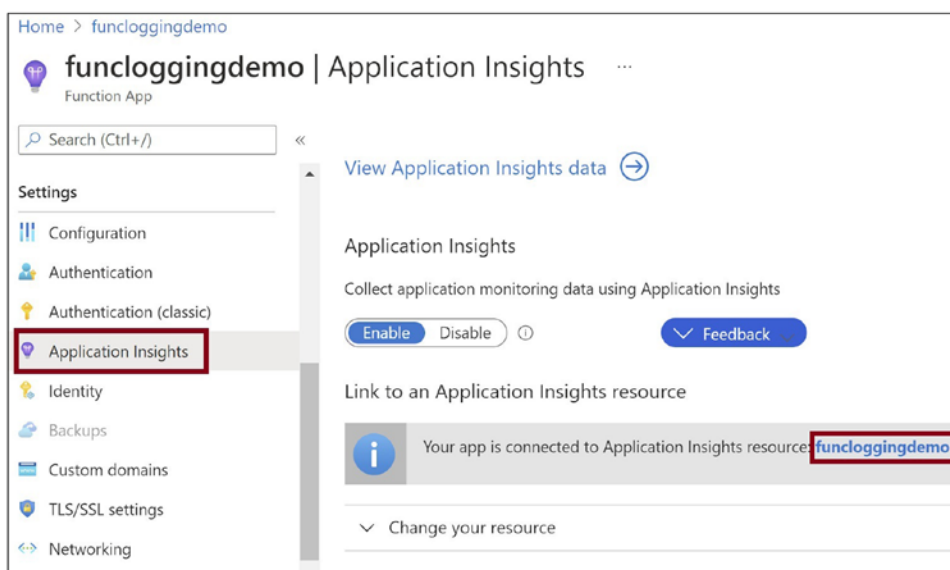 Home > funcloggingdemo
funcloggingdemo | Application Insights ...
Function App
Search (Ctrl+/)
«
View Application Insights data
Settings
Configuration
Authentication
Authentication (classic)
Application Insights
Identity
Backups
Custom domains
TLS/SSL settings
Networking
Application Insights
Collect application monitoring data using Application Insights
Enable Disable
Feedback
Link to an Application Insights resource
Your app is connected to Application Insights resource: funcloggingdemo
Change your resource